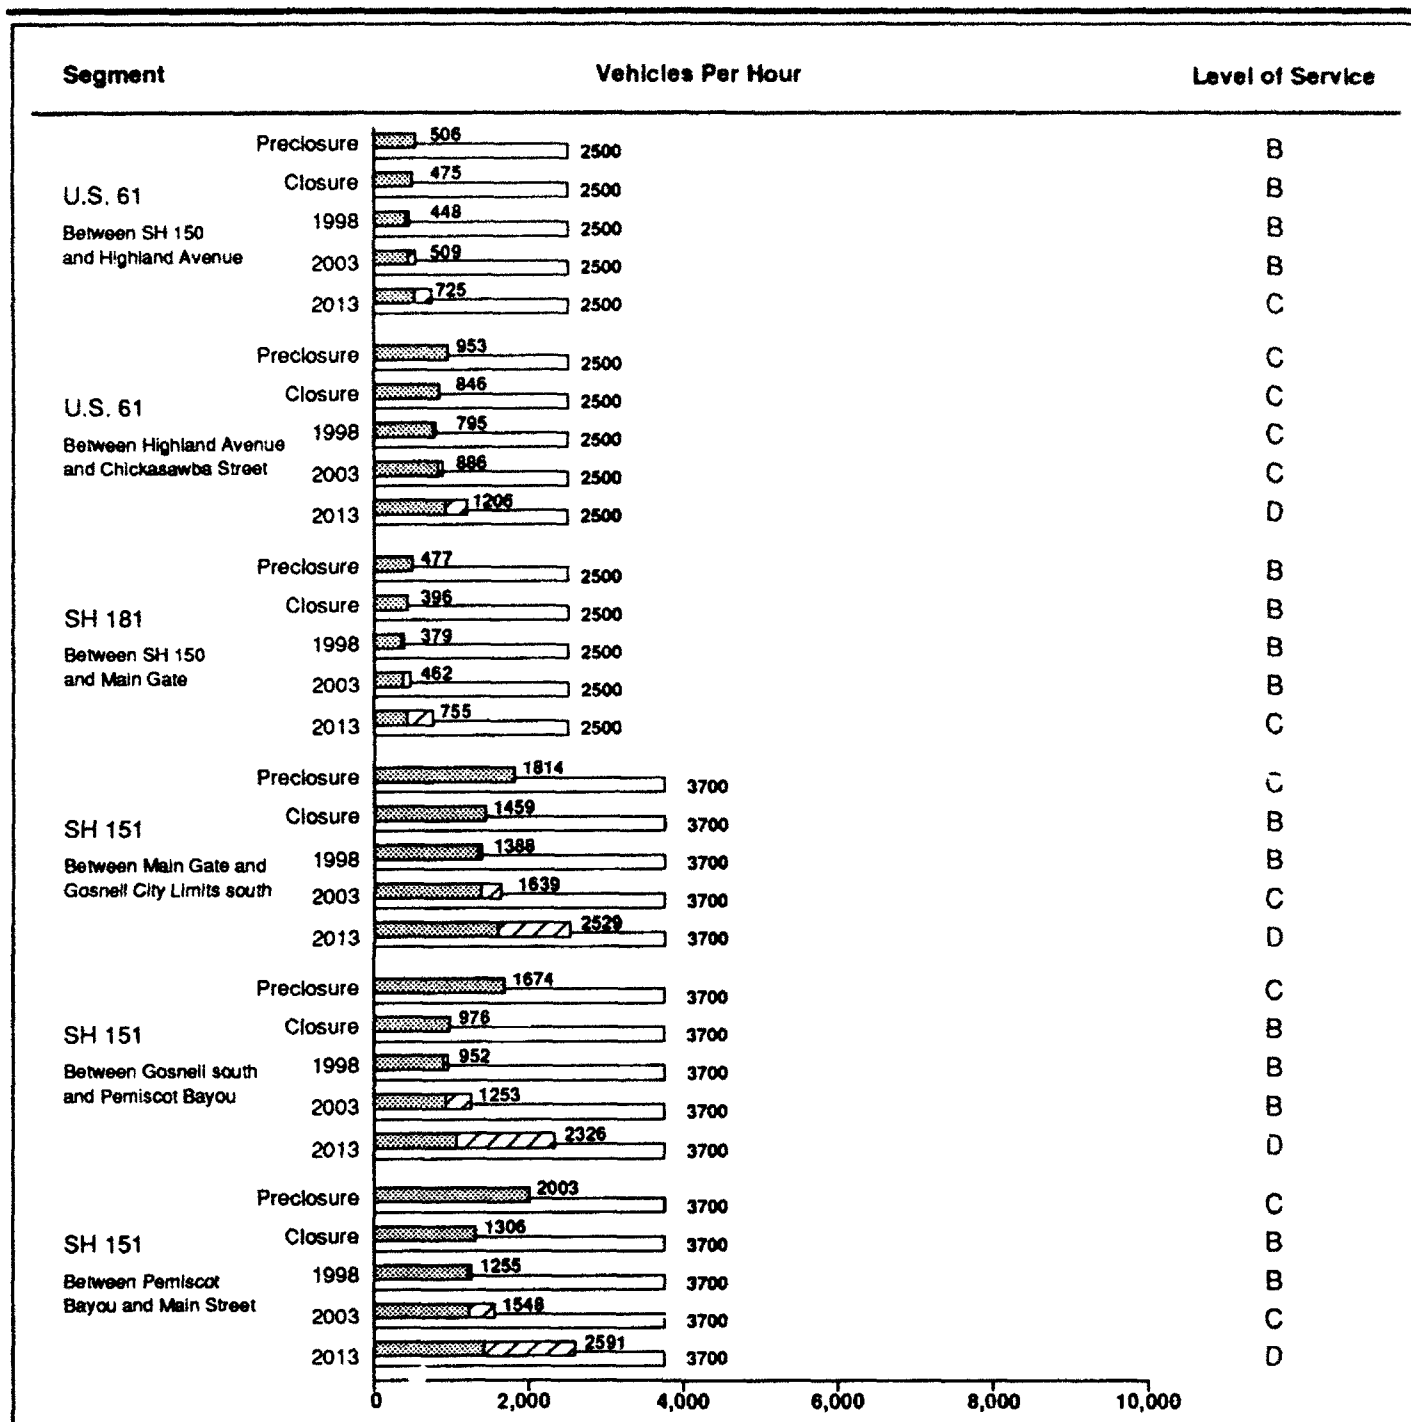 Segment Vehicles Per Hour Level of Service
Preclosure 506 2500 B
Closure 475 2500 B
U.S. 61
1998 448 2500 B
Between SH 150
and Highland Avenue
2003 509 2500 B
2013 725 2500 C
Preclosure 953 2500 C
Closure 846 2500 C
U.S. 61
1998 795 2500 C
Between Highland Avenue
and Chickasawba Street
2003 886 2500 C
2013 1206 2500 D
Preclosure 477 2500 B
Closure 396 2500 B
SH 181
1998 379 2500 B
Between SH 150
and Main Gate
2003 462 2500 B
2013 755 2500 C
Preclosure 1814 3700 C
Closure 1459 3700 B
SH 151
1998 1388 3700 B
Between Main Gate and
Gosnell City Limits south
2003 1639 3700 C
2013 2529 3700 D
Preclosure 1674 3700 C
Closure 976 3700 B
SH 151
1998 952 3700 B
Between Gosnell south
and Pemiscot Bayou
2003 1253 3700 B
2013 2326 3700 D
Preclosure 2003 3700 C
Closure 1306 3700 B
SH 151
1998 1255 3700 B
Between Pemiscot
Bayou and Main Street
2003 1548 3700 C
2013 2591 3700 D
0 2,000 4,000 6,000 8,000 10,000